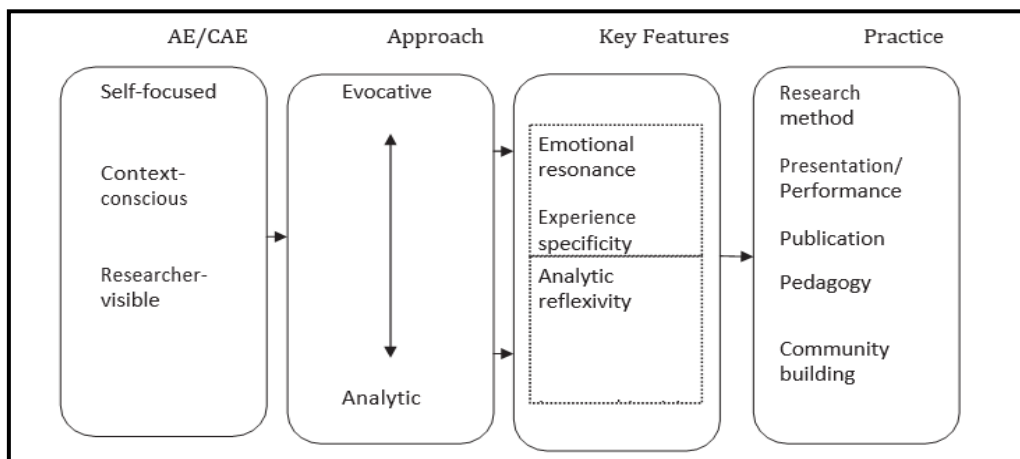 AE/CAE
Approach
Key Features
Practice
Self-focused
Context-
conscious
Researcher-
visible
Evocative
Analytic
Emotional
resonance
Experience
specificity
Analytic
reflexivity
Research
method
Presentation/
Performance
Publication
Pedagogy
Community
building